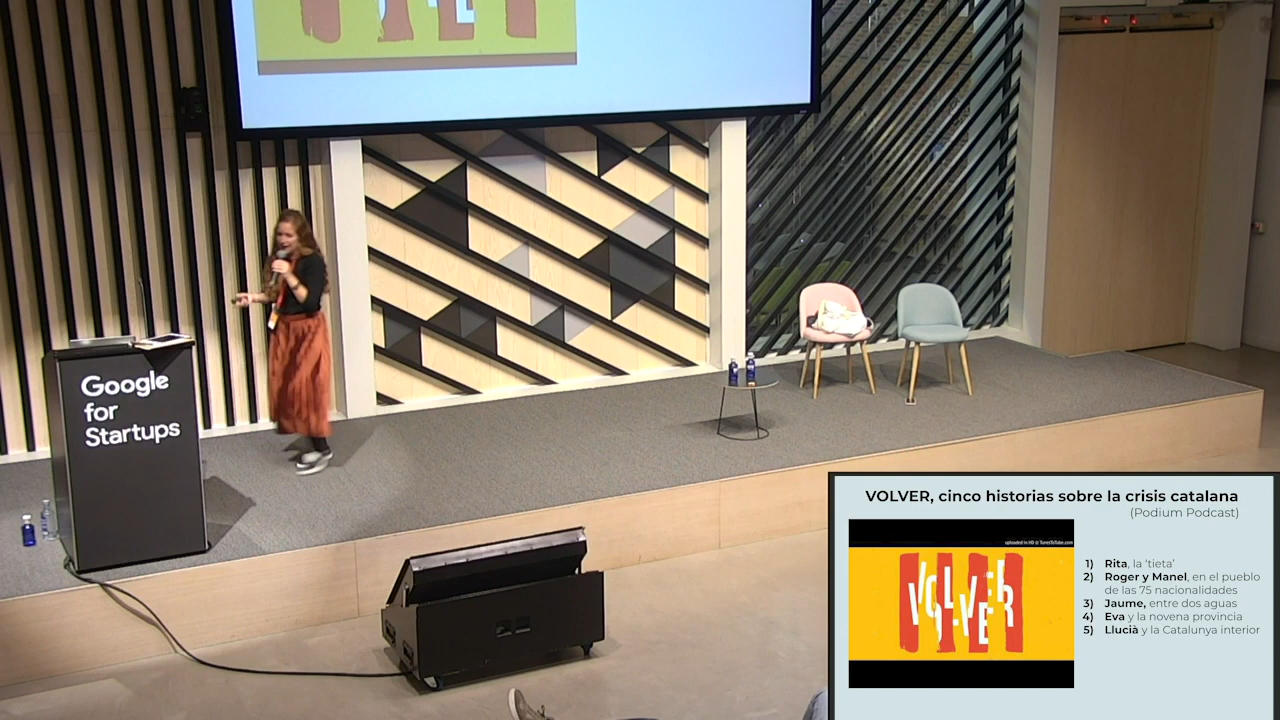 Google
for
Startups
VOLVER, cinco historias sobre la crisis catalana
(Podium Podcast)
uploaded in HD @ TunesToTube.com
VOLVER
1) Rita, la 'tieta'
2) Roger y Manel, en el pueblo
de las 75 nacionalidades
3) Jaume, entre dos aguas
4) Eva y la novena provincia
5) Llucià y la Catalunya interior